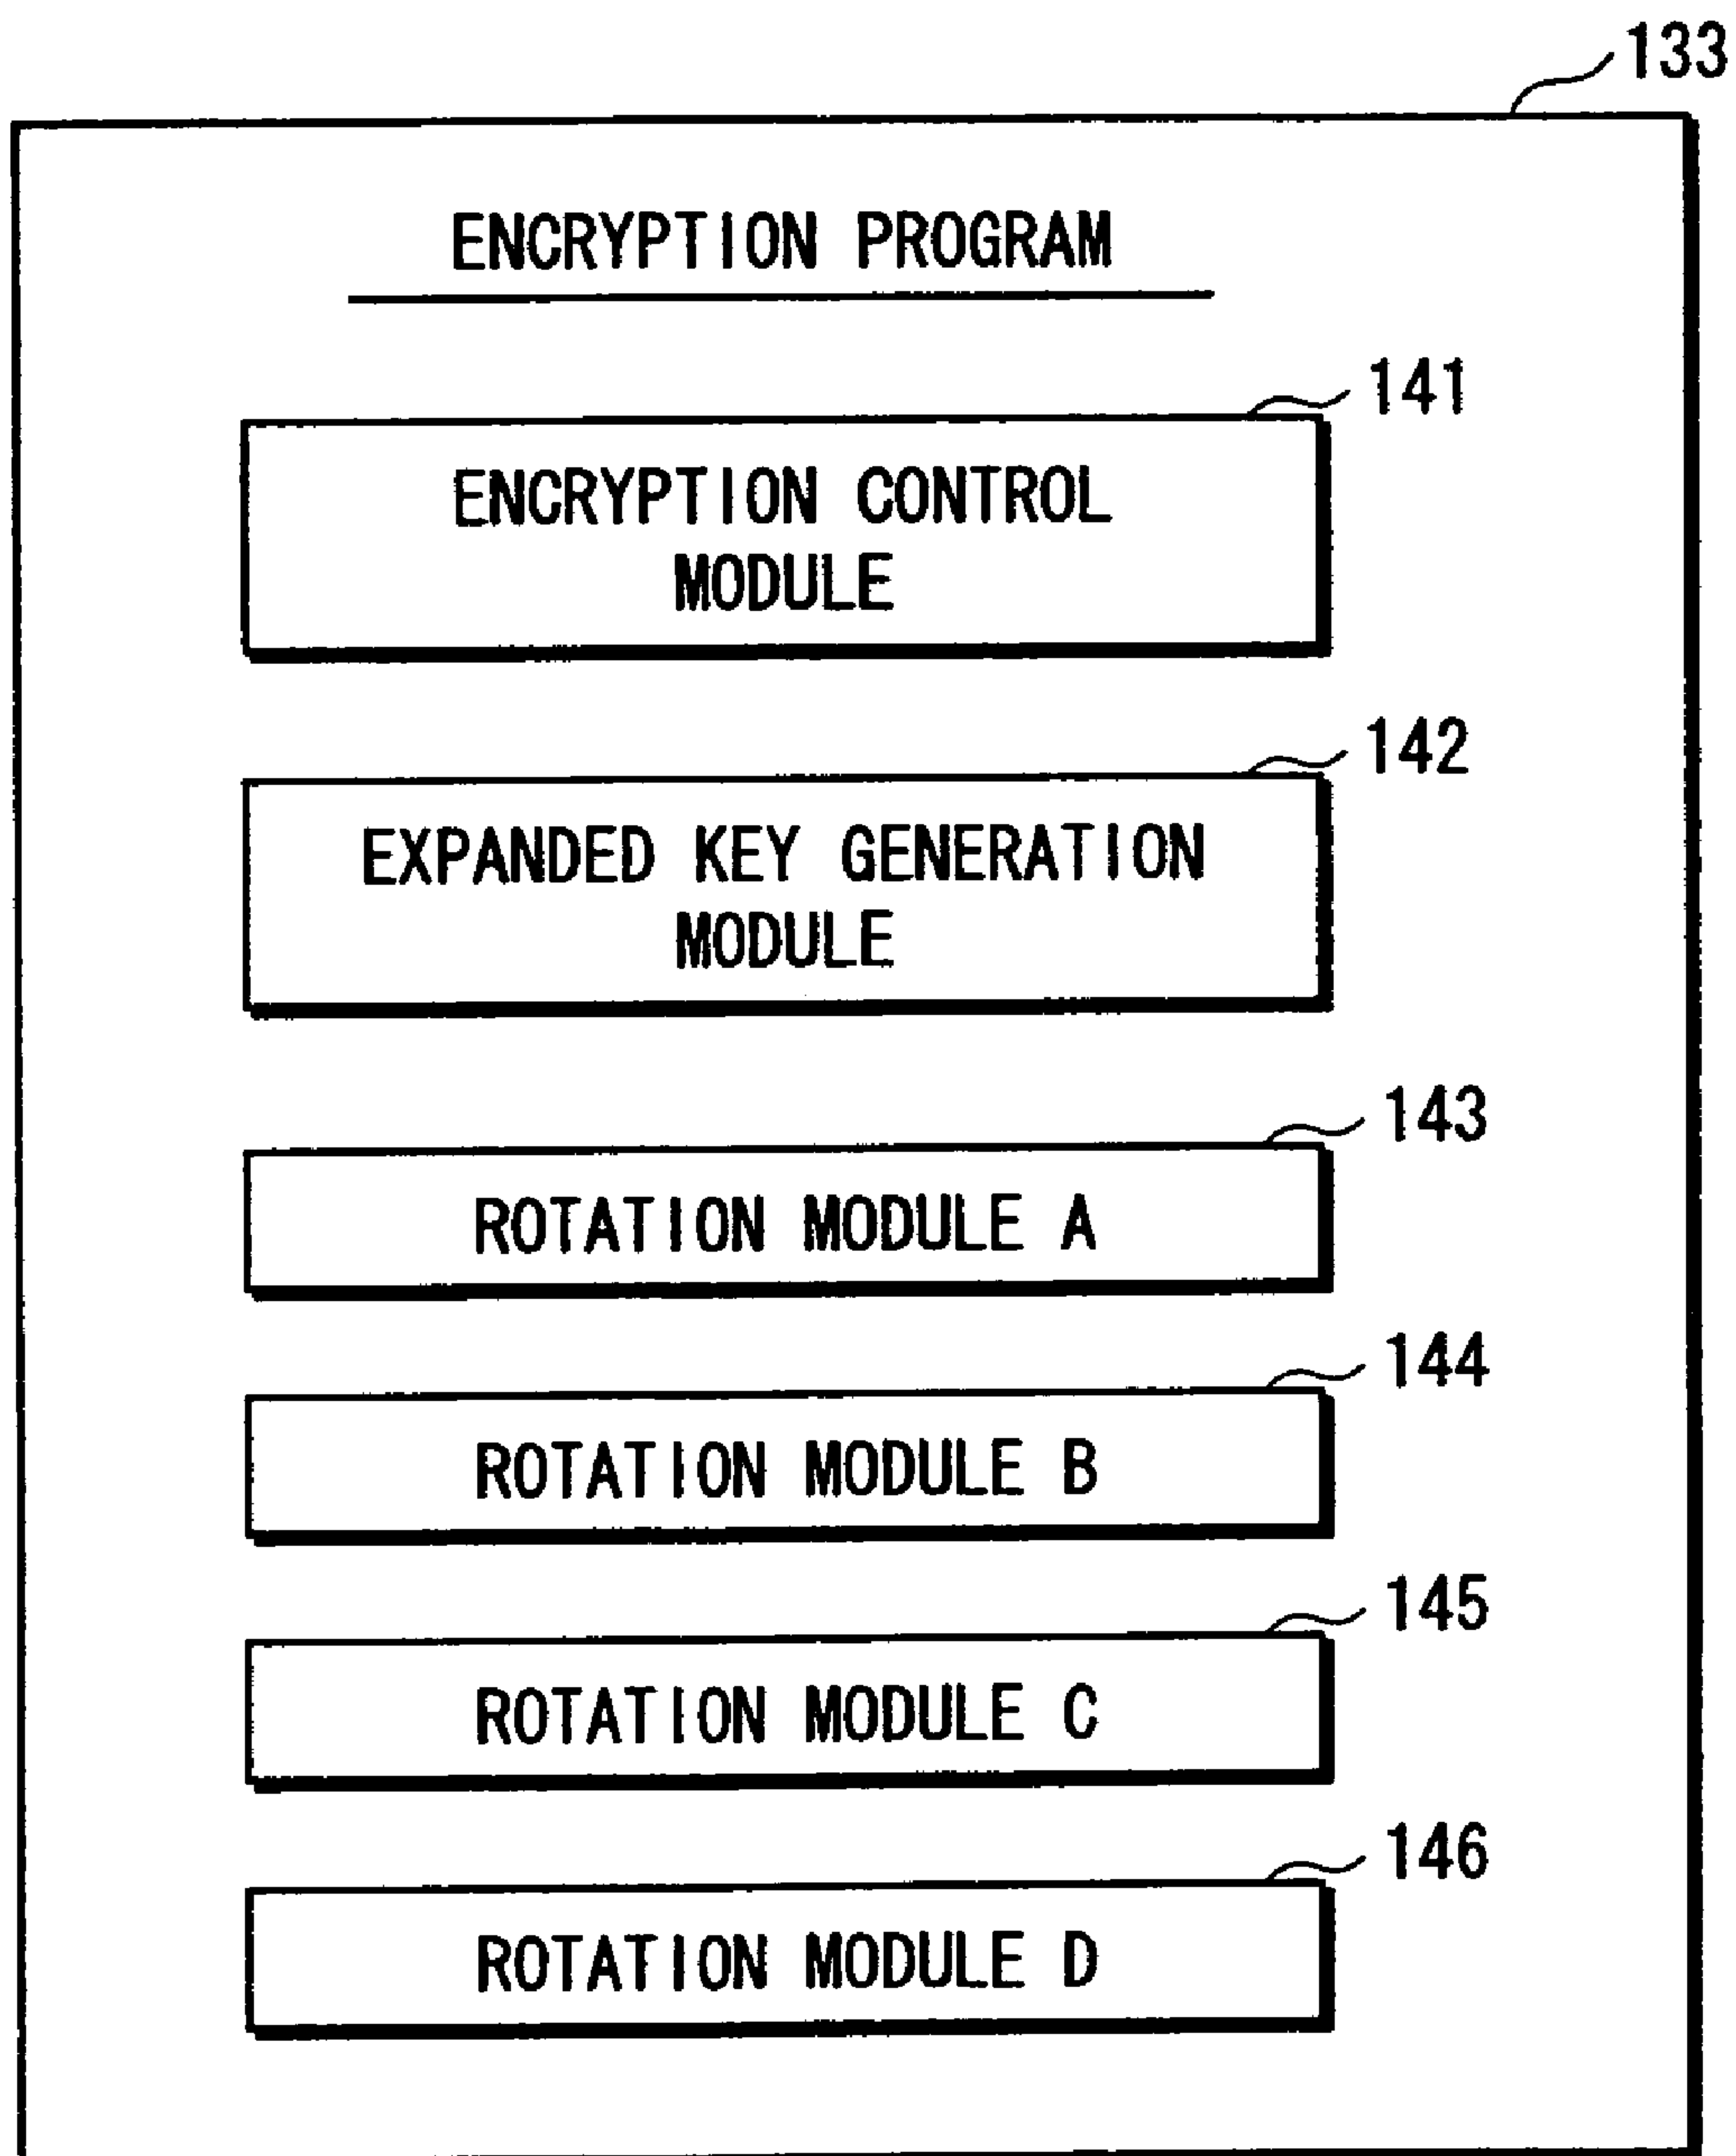 133
ENCRYPTION PROGRAM
141
ENCRYPTION CONTROL
MODULE
142
EXPANDED KEY GENERATION
MODULE
143
ROTATION MODULE A
144
ROTATION MODULE B
145
ROTATION MODULE C
146
ROTATION MODULE D